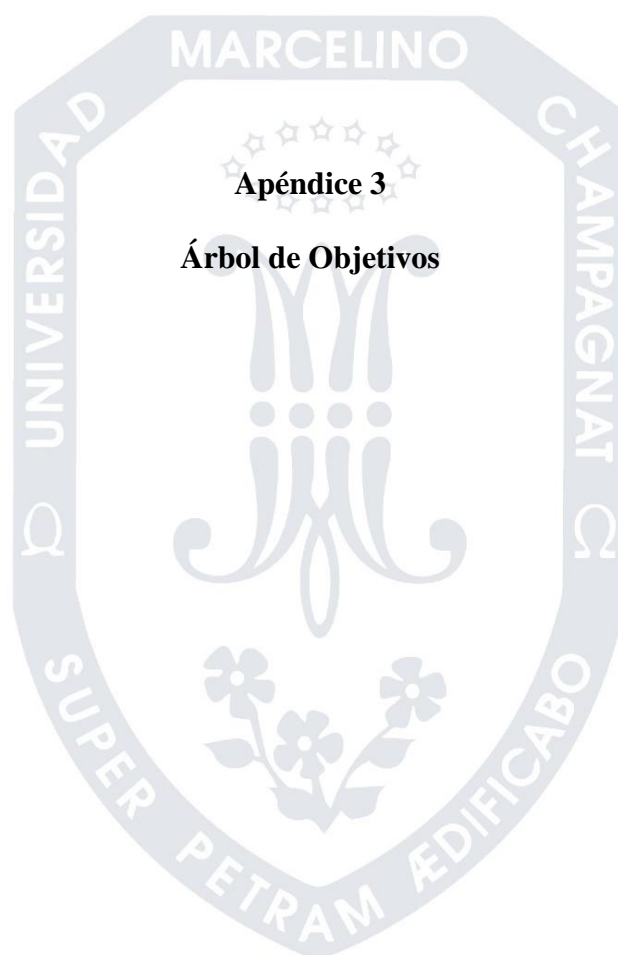 MARCELINO
UNIVERSIDAD
CHAMPAGNAT
Apéndice 3
Árbol de Objetivos
Ω
Ω
SUPER PETRAM ÆDIFICABO